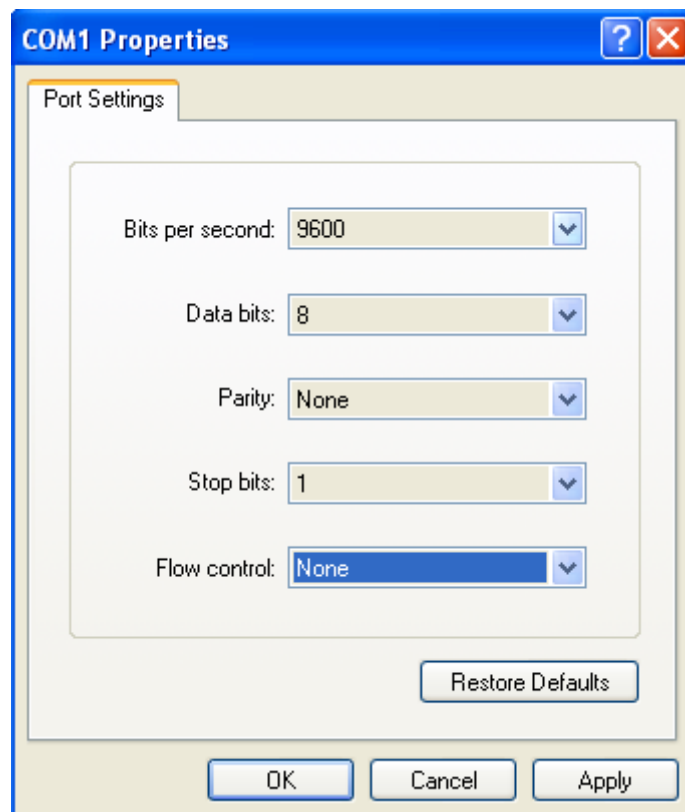 COM1 Properties
Port Settings
Bits per second: 9600
Data bits: 8
Parity: None
Stop bits: 1
Flow control: None
Restore Defaults
OK Cancel Apply